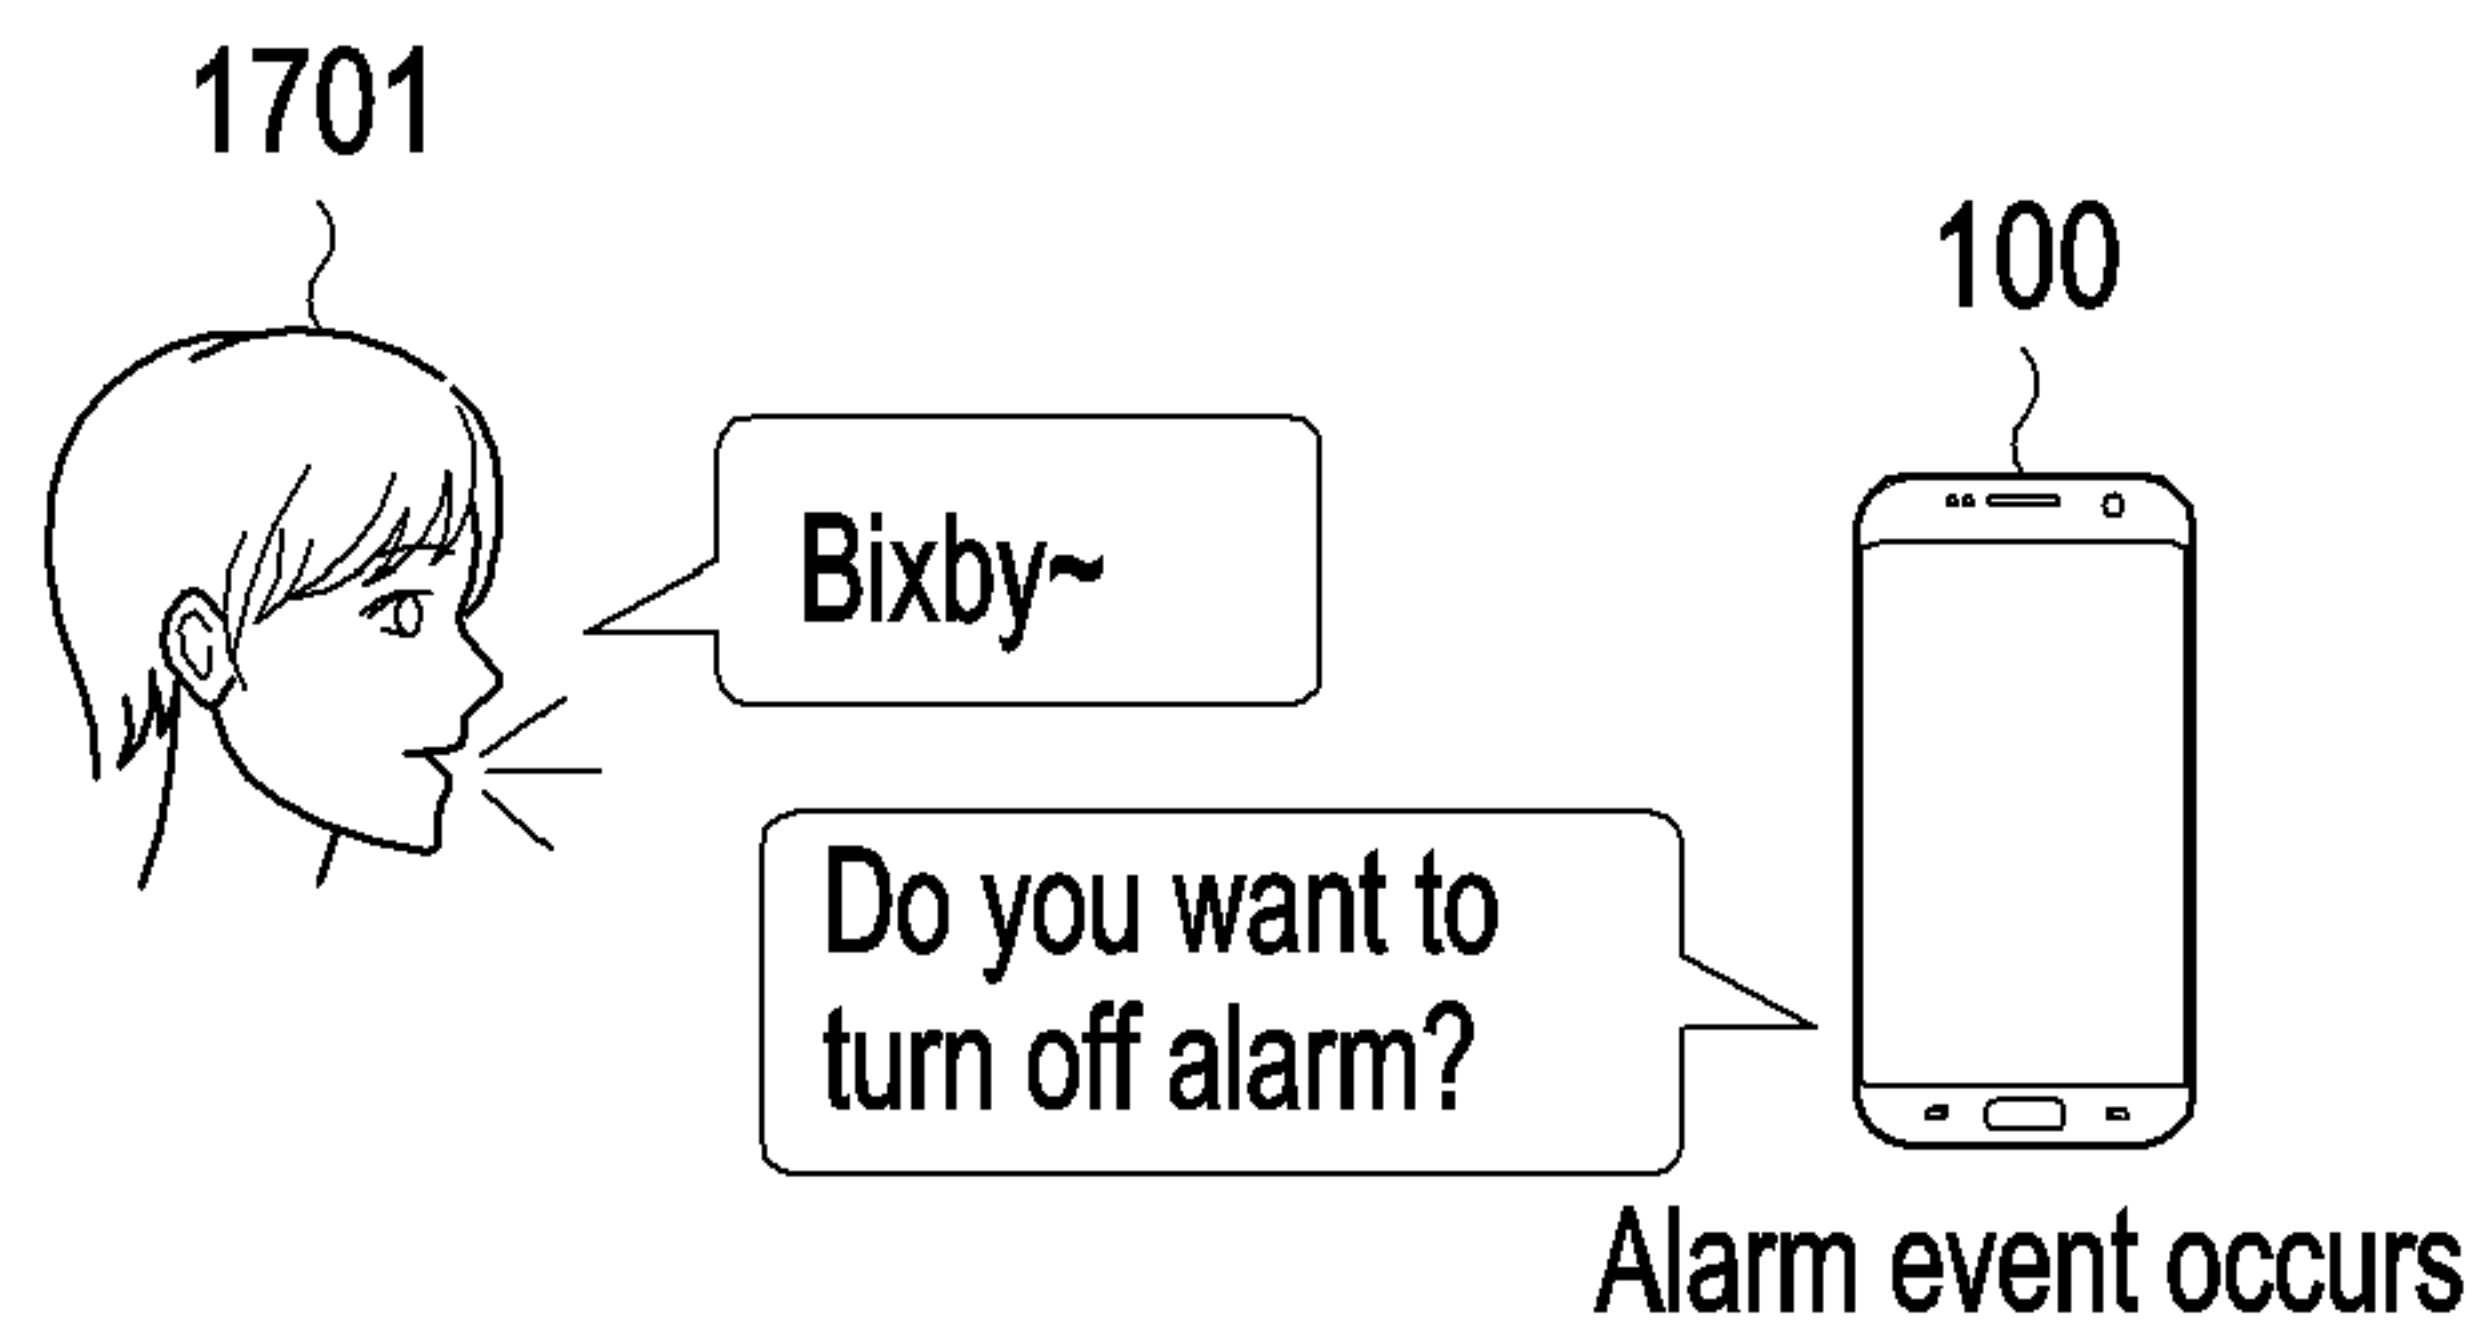 1701
100
Bixby~
Do you want to
turn off alarm?
Alarm event occurs